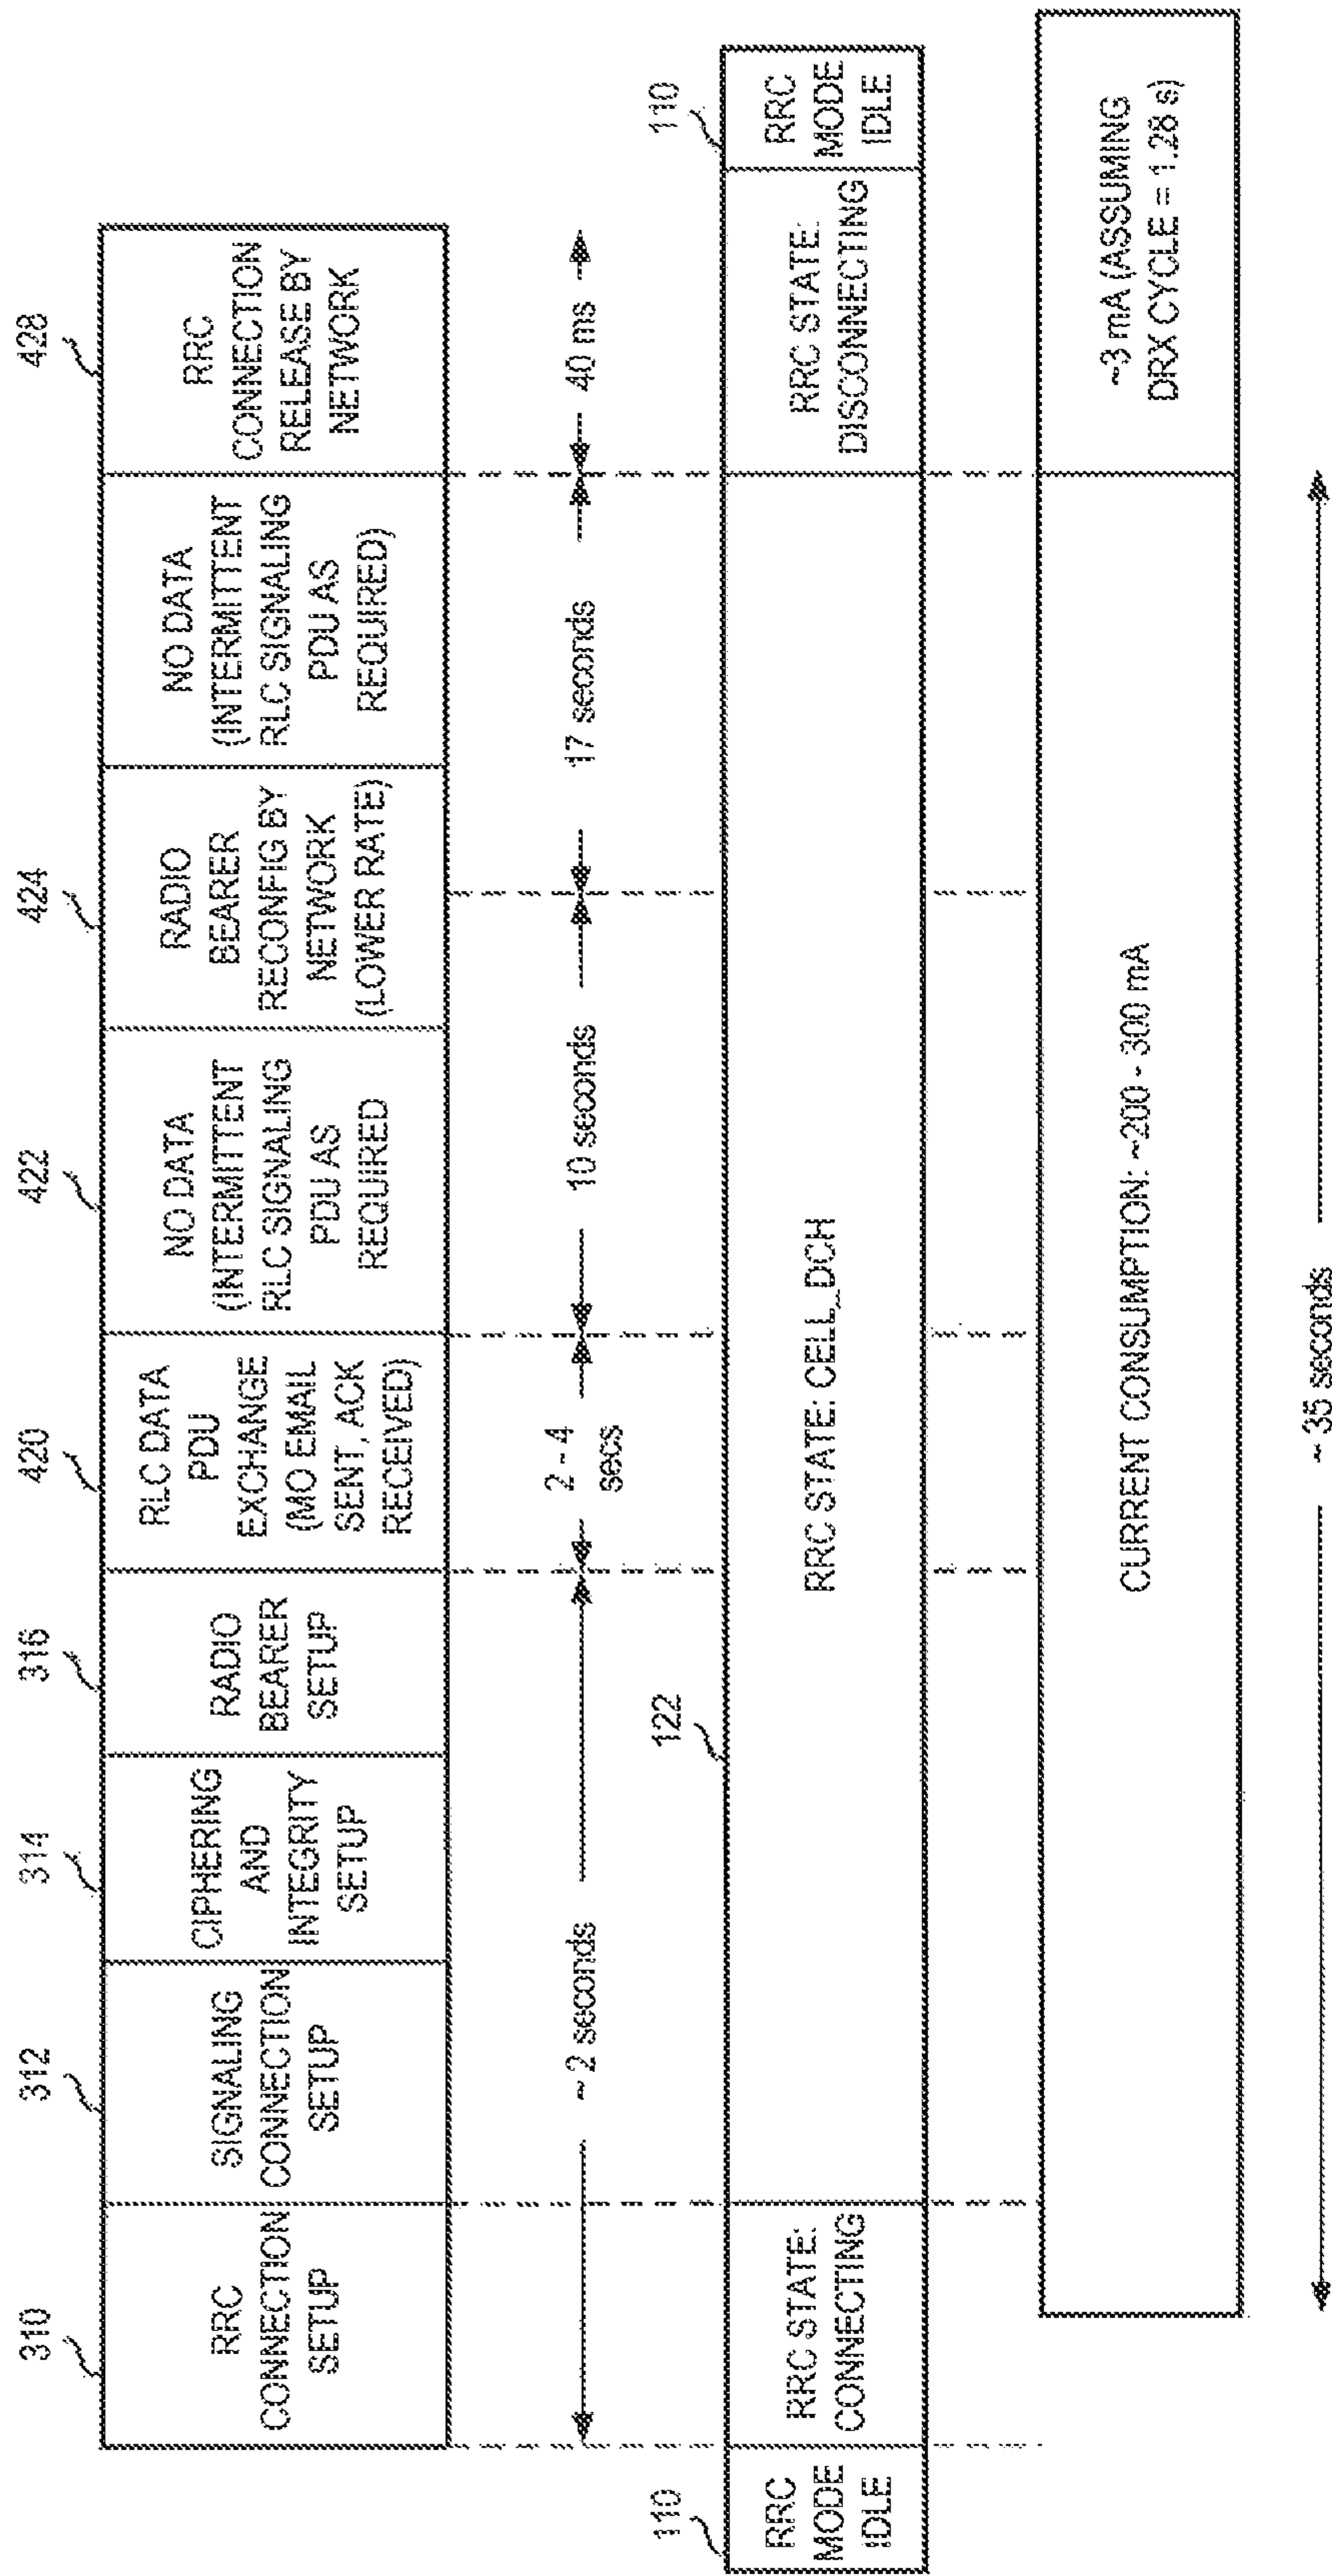 310
312
314
316
420
422
424
428
RRC
CONNECTION
SETUP
SIGNALING
CONNECTION
SETUP
CIPHERING
AND
INTEGRITY
SETUP
RADIO
BEARER
SETUP
RLC DATA
PDU
EXCHANGE
(MO EMAIL
SENT, ACK
RECEIVED)
NO DATA
(INTERMITTENT
RLC SIGNALING
PDU AS
REQUIRED
RADIO
BEARER
RECONFIG BY
NETWORK
(LOWER RATE)
NO DATA
(INTERMITTENT
RLC SIGNALING
PDU AS
REQUIRED)
RRC
CONNECTION
RELEASE BY
NETWORK
~ 2 seconds
2 - 4
secs
10 seconds
17 seconds
40 ms
110
122
110
RRC
MODE
IDLE
RRC STATE:
CONNECTING
RRC STATE: CELL_DCH
RRC STATE:
DISCONNECTING
RRC
MODE
IDLE
CURRENT CONSUMPTION: ~200 - 300 mA
~3 mA (ASSUMING
DRX CYCLE = 1.28 s)
~ 35 seconds